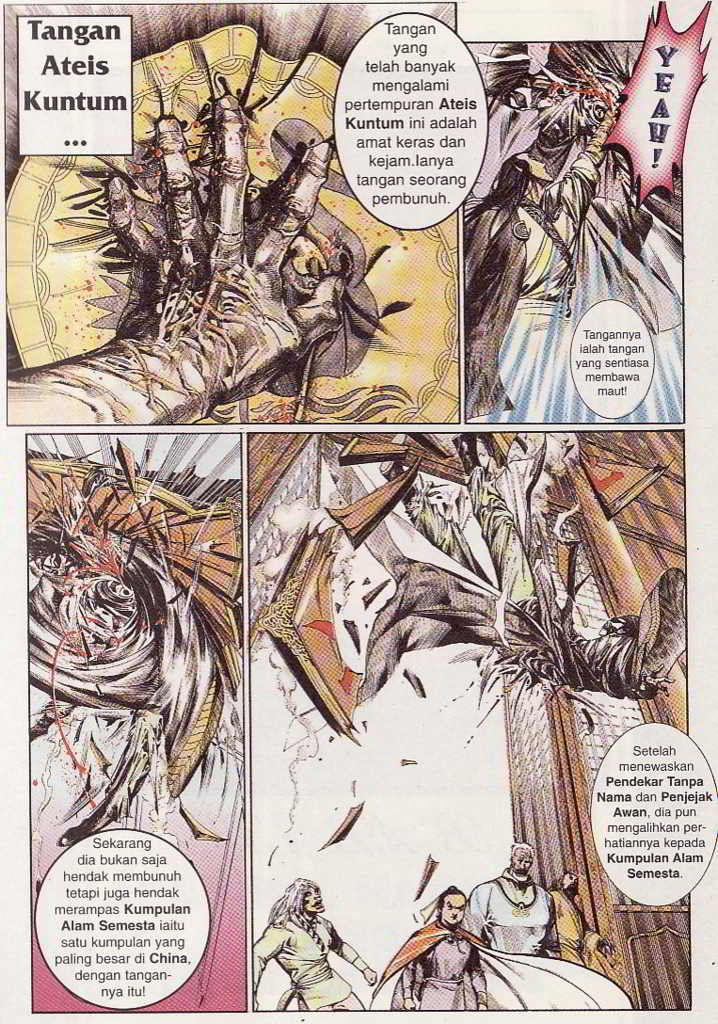 Tangan
Ateis
Kuntum
...
Tangan
yang
telah banyak
mengalami
pertempuran Ateis
Kuntum ini adalah
amat keras dan
kejam.Ianya
tangan seorang
pembunuh.
YEAH!
Tangannya
ialah tangan
yang sentiasa
membawa
maut!
Sekarang
dia bukan saja
hendak membunuh
tetapi juga hendak
merampas Kumpulan
Alam Semesta iaitu
satu kumpulan yang
paling besar di China,
dengan tangan-
nya itu!
Setelah
menewaskan
Pendekar Tanpa
Nama dan Penjejak
Awan, dia pun
mengalihkan per-
hatiannya kepada
Kumpulan Alam
Semesta.